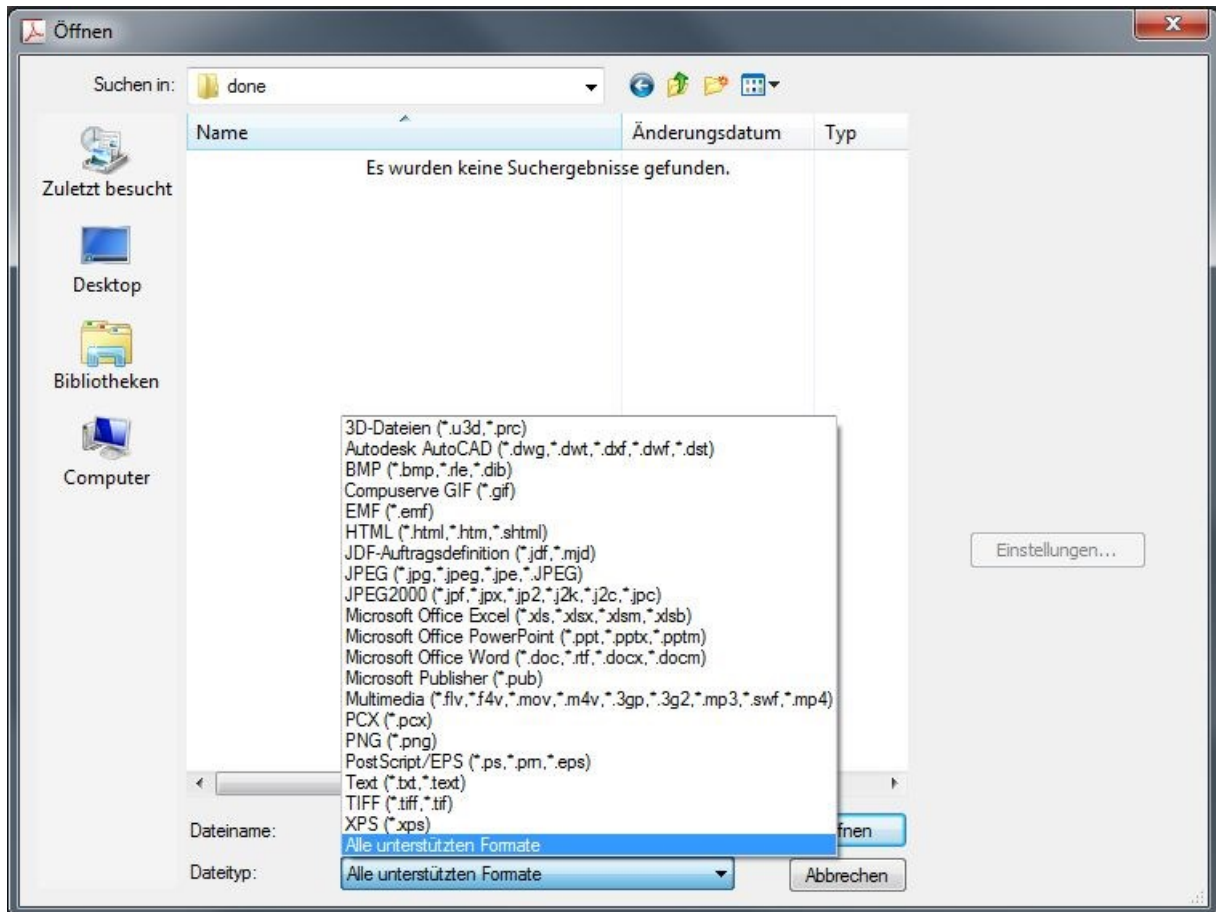 Öffnen
x
Suchen in:
done
Zuletzt besucht
Desktop
Bibliotheken
Computer
Name
Änderungsdatum
Typ
Es wurden keine Suchergebnisse gefunden.
3D-Dateien (*.u3d,*.prc)
Autodesk AutoCAD (*.dwg,*.dwt,*.dxf,*.dwf,*.dst)
BMP (*.bmp,*.rle,*.dib)
Compuserve GIF (*.gif)
EMF (*.emf)
HTML (*.html,*.htm,*.shtml)
JDF-Auftragsdefinition (*.jdf,*.mjd)
JPEG (*.jpg,*.jpeg,*.jpe,*.JPEG)
JPEG2000 (*.jpf,*.jpx,*.jp2,*.j2k,*.j2c,*.jpc)
Microsoft Office Excel (*.xls,*.xlsx,*.xlsm,*.xlsb)
Microsoft Office PowerPoint (*.ppt,*.pptx,*.pptm)
Microsoft Office Word (*.doc,*.rtf,*.docx,*.docm)
Microsoft Publisher (*.pub)
Multimedia (*.flv,*.f4v,*.mov,*.m4v,*.3gp,*.3g2,*.mp3,*.swf,*.mp4)
PCX (*.pcx)
PNG (*.png)
PostScript/EPS (*.ps,*.prn,*.eps)
Text (*.txt,*.text)
TIFF (*.tiff,*.tif)
XPS (*.xps)
Alle unterstützten Formate
Einstellungen...
Dateiname:
fnen
Dateityp:
Alle unterstützten Formate
Abbrechen